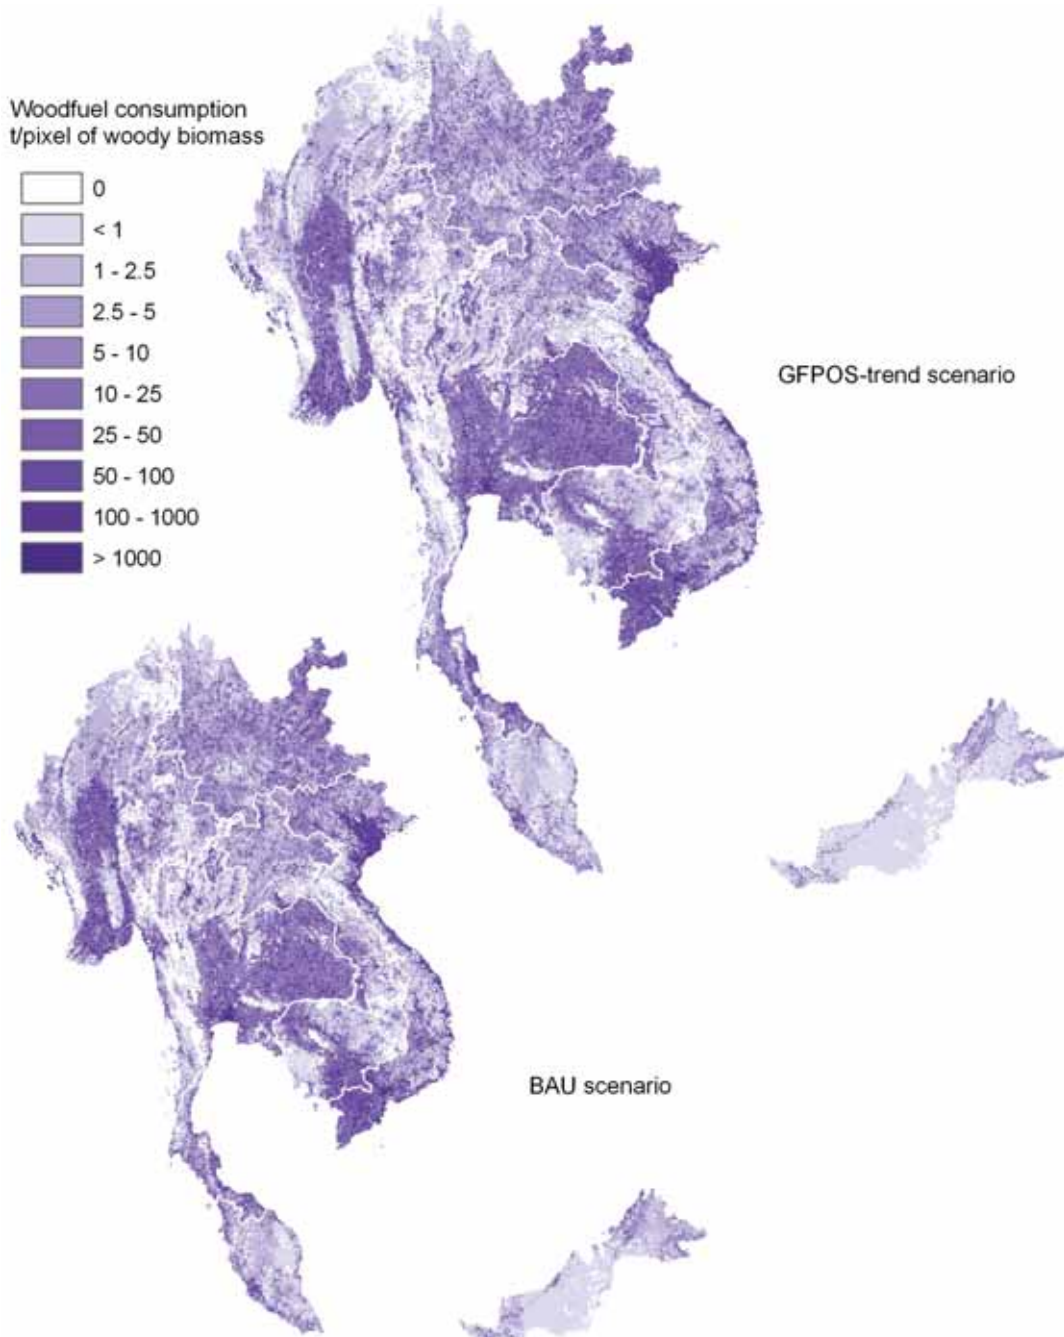 Woodfuel consumption
t/pixel of woody biomass
0
< 1
1 - 2.5
2.5 - 5
5 - 10
10 - 25
25 - 50
50 - 100
100 - 1000
> 1000
GFPOS-trend scenario
BAU scenario